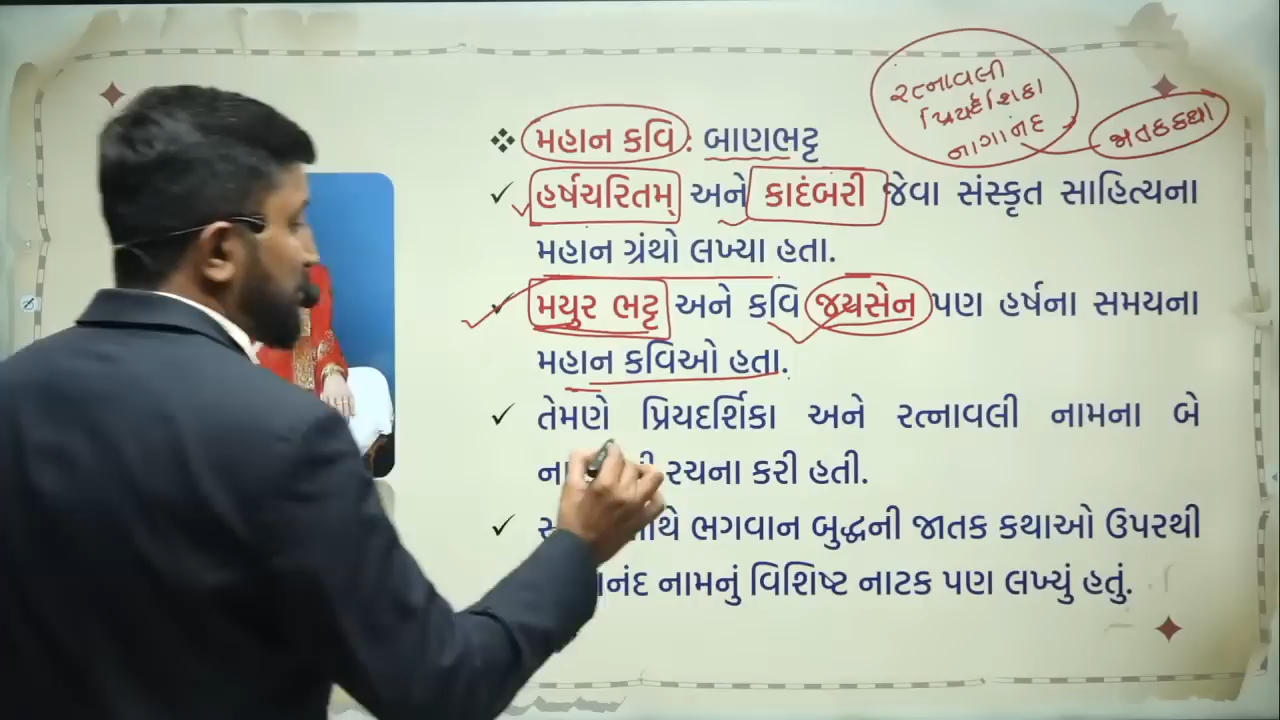 રત્નાવલી
પ્રિયદર્શિકા
નાગાનંદ
જાતકકથા
❖ મહાન કવિ : બાણભટ્ટ
✓ હર્ષચરિતમ્ અને કાદંબરી જેવા સંસ્કૃત સાહિત્યના
મહાન ગ્રંથો લખ્યા હતા.
✓ મયુર ભટ્ટ અને કવિ જયસેન પણ હર્ષના સમયના
મહાન કવિઓ હતા.
✓ તેમણે પ્રિયદર્શિકા અને રત્નાવલી નામના બે
રચના કરી હતી.
✓ ભગવાન બુદ્ધની જાતક કથાઓ ઉપરથી
નામનું વિશિષ્ટ નાટક પણ લખ્યું હતું.